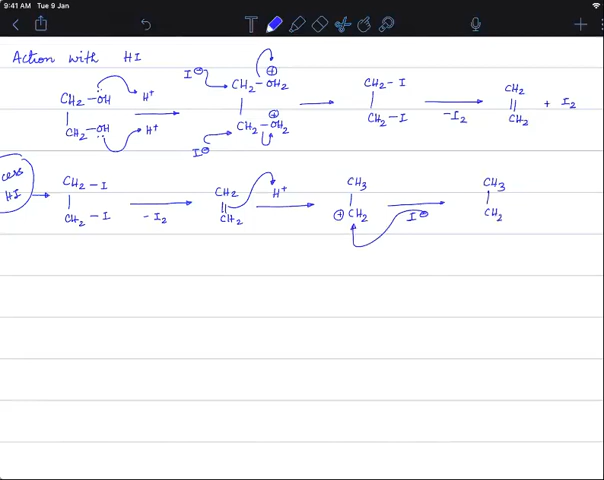 9:41 AM Tue 9 Jan
Action with HI
CH2-OH H+ I⊖ CH2-OH2 ⊕ CH2-I CH2 + I2
CH2-OH H+ I⊖ CH2-OH2 ⊕ CH2-I -I2 CH2
cess HI CH2-I CH2 H+ CH3 CH3
CH2-I -I2 CH2 ⊕ CH2 I⊖ CH2